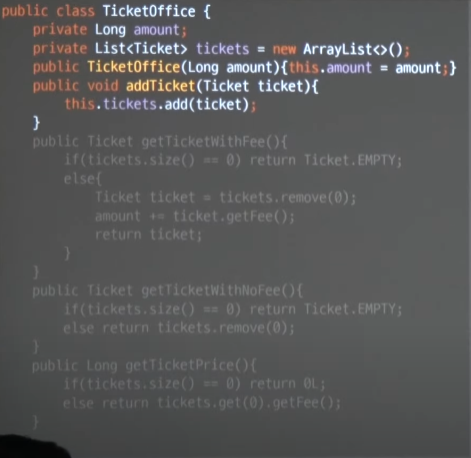 public class TicketOffice {
    private Long amount;
    private List<Ticket> tickets = new ArrayList<>();
    public TicketOffice(Long amount){this.amount = amount;}
    public void addTicket(Ticket ticket){
        this.tickets.add(ticket);
    }
    public Ticket getTicketWithFee(){
        if(tickets.size() == 0) return Ticket.EMPTY;
        else{
            Ticket ticket = tickets.remove(0);
            amount += ticket.getFee();
            return ticket;
        }
    }
    public Ticket getTicketWithNoFee(){
        if(tickets.size() == 0) return Ticket.EMPTY;
        else return tickets.remove(0);
    }
    public Long getTicketPrice(){
        if(tickets.size() == 0) return 0L;
        else return tickets.get(0).getFee();
    }